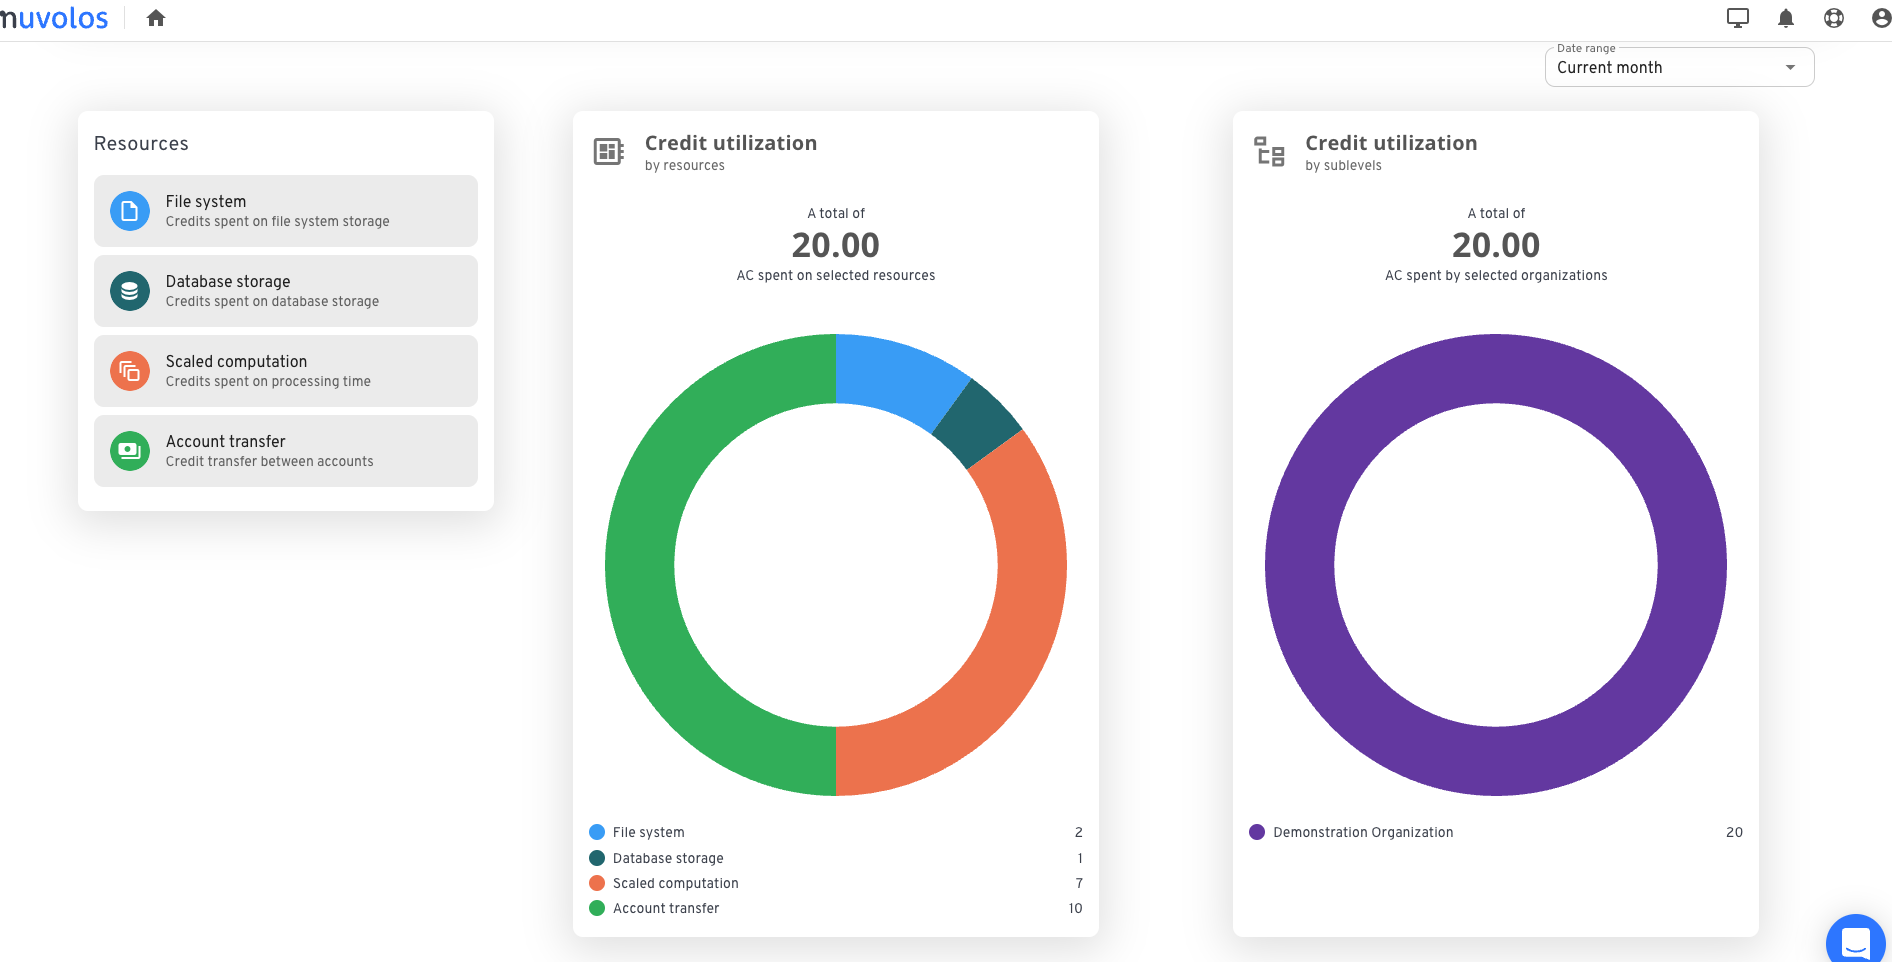 nuvolos
Date range
Current month
Resources
File system
Credits spent on file system storage
Database storage
Credits spent on database storage
Scaled computation
Credits spent on processing time
Account transfer
Credit transfer between accounts
Credit utilization
by resources
A total of
20.00
AC spent on selected resources
File system 2
Database storage 1
Scaled computation 7
Account transfer 10
Credit utilization
by sublevels
A total of
20.00
AC spent by selected organizations
Demonstration Organization 20